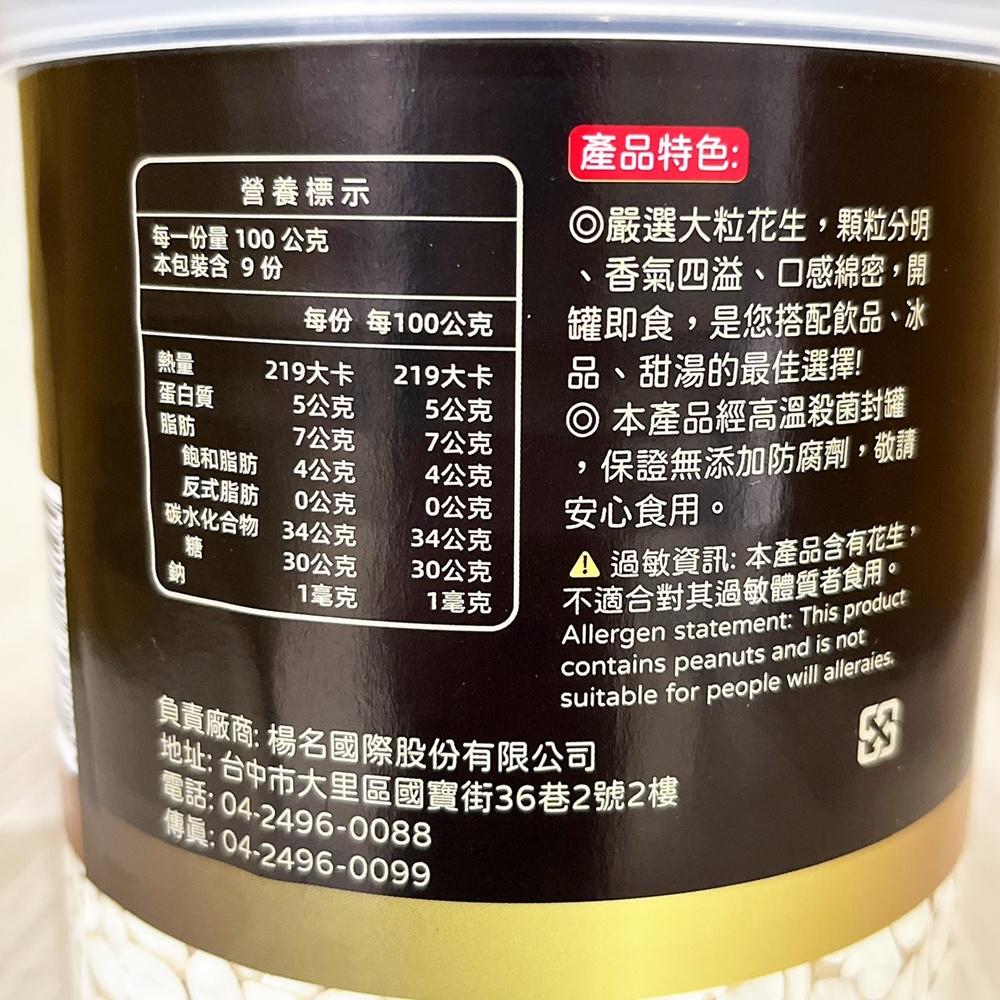 營養標示
每一份量 100 公克
本包裝含 9 份
每份 每100公克
熱量 219大卡 219大卡
蛋白質 5公克 5公克
脂肪 7公克 7公克
飽和脂肪 4公克 4公克
反式脂肪 0公克 0公克
碳水化合物 34公克 34公克
糖 30公克 30公克
鈉 1毫克 1毫克
產品特色:
◎嚴選大粒花生，顆粒分明
、香氣四溢、口感綿密，開
罐即食，是您搭配飲品、冰
品、甜湯的最佳選擇!
◎ 本產品經高溫殺菌封罐
，保證無添加防腐劑，敬請
安心食用。
過敏資訊: 本產品含有花生，
不適合對其過敏體質者食用。
Allergen statement: This product
contains peanuts and is not
suitable for people will alleraies.
負責廠商: 楊名國際股份有限公司
地址: 台中市大里區國寶街36巷2號2樓
電話: 04-2496-0088
傳真: 04-2496-0099